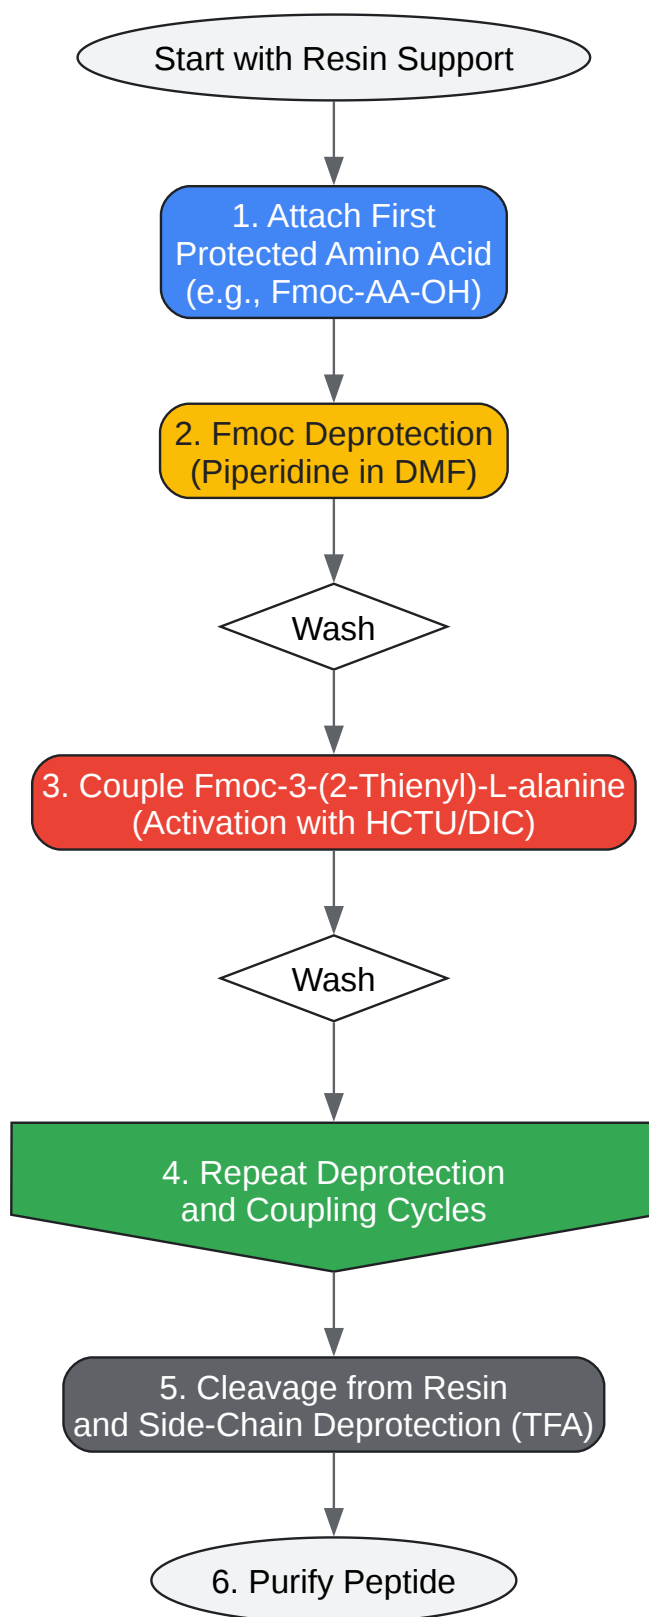 Start with Resin Support
1. Attach First
Protected Amino Acid
(e.g., Fmoc-AA-OH)
2. Fmoc Deprotection
(Piperidine in DMF)
Wash
3. Couple Fmoc-3-(2-Thienyl)-L-alanine
(Activation with HCTU/DIC)
Wash
4. Repeat Deprotection
and Coupling Cycles
5. Cleavage from Resin
and Side-Chain Deprotection (TFA)
6. Purify Peptide